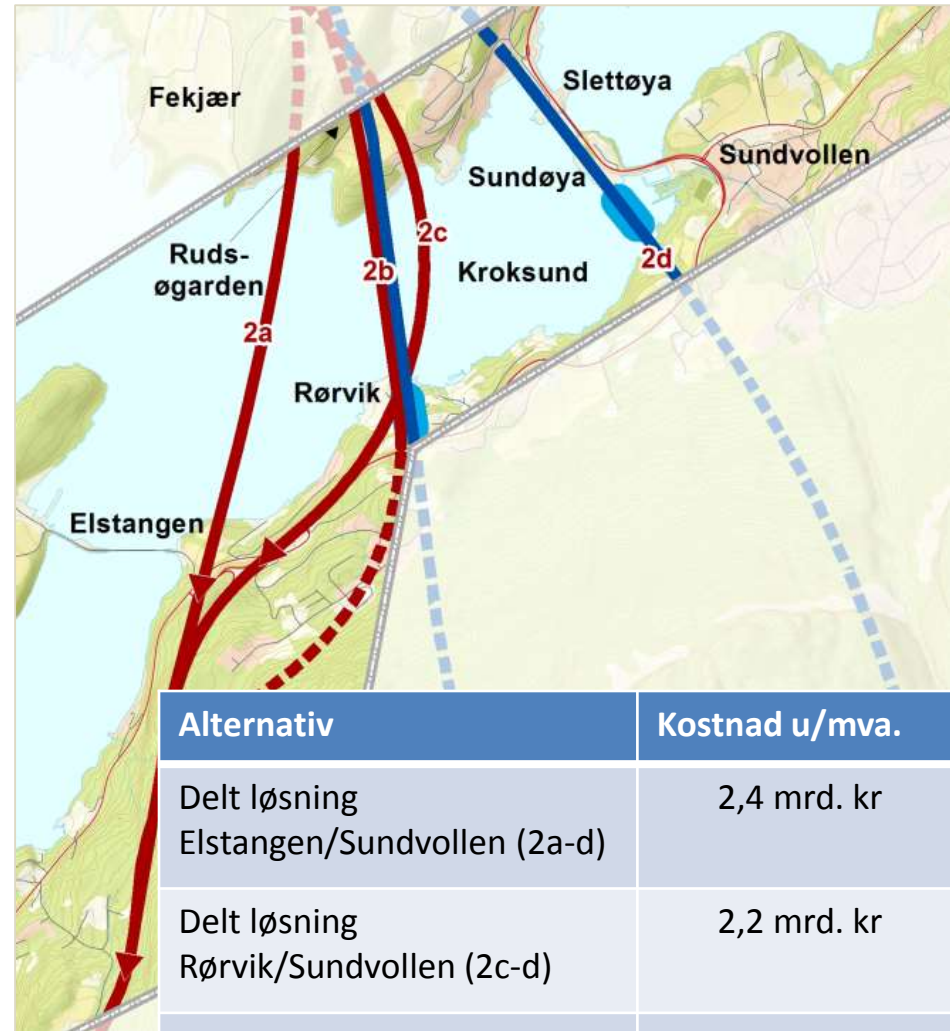 Fekjær
Slettøya
Sundvollen
Sundøya
Ruds-
øgarden
2c
2b
Kroksund
2d
2a
Rørvik
Elstangen
Alternativ Kostnad u/mva.
Delt løsning 2,4 mrd. kr
Elstangen/Sundvollen (2a-d)
Delt løsning 2,2 mrd. kr
Rørvik/Sundvollen (2c-d)